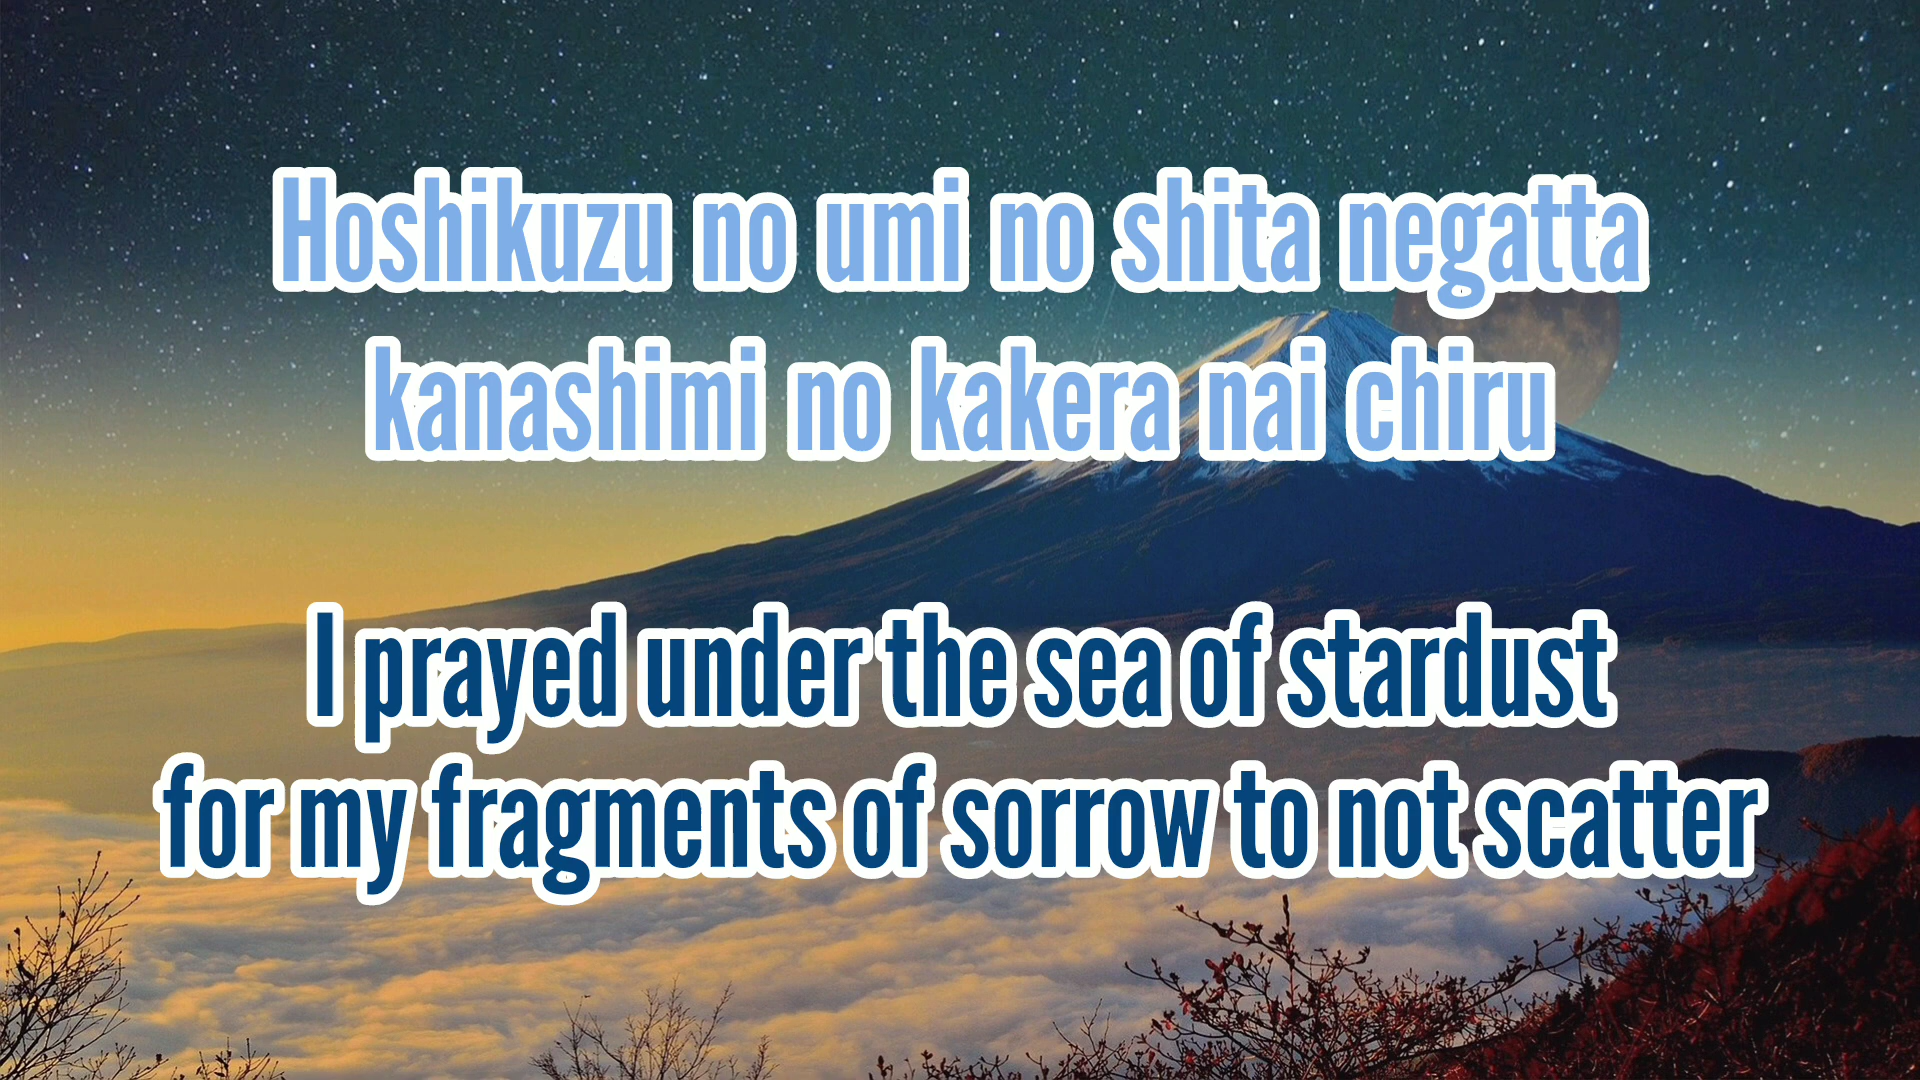 Hoshikuzu no umi no shita negatta
kanashimi no kakera nai chiru
I prayed under the sea of stardust
for my fragments of sorrow to not scatter